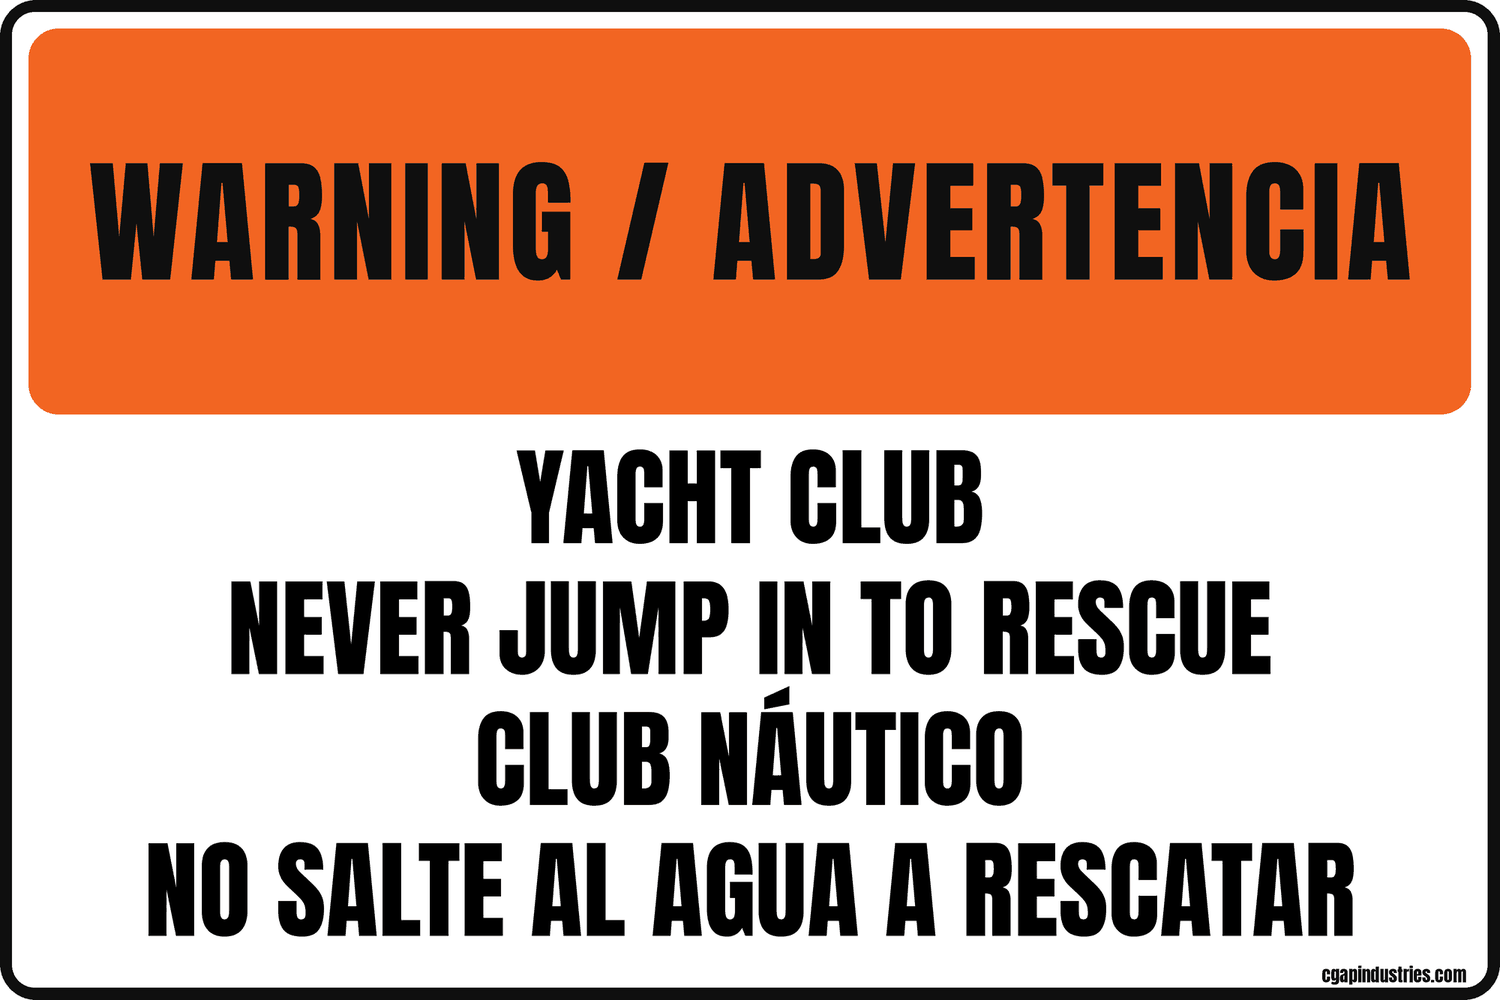 WARNING / ADVERTENCIA
YACHT CLUB
NEVER JUMP IN TO RESCUE
CLUB NÁUTICO
NO SALTE AL AGUA A RESCATAR
cgapindustries.com